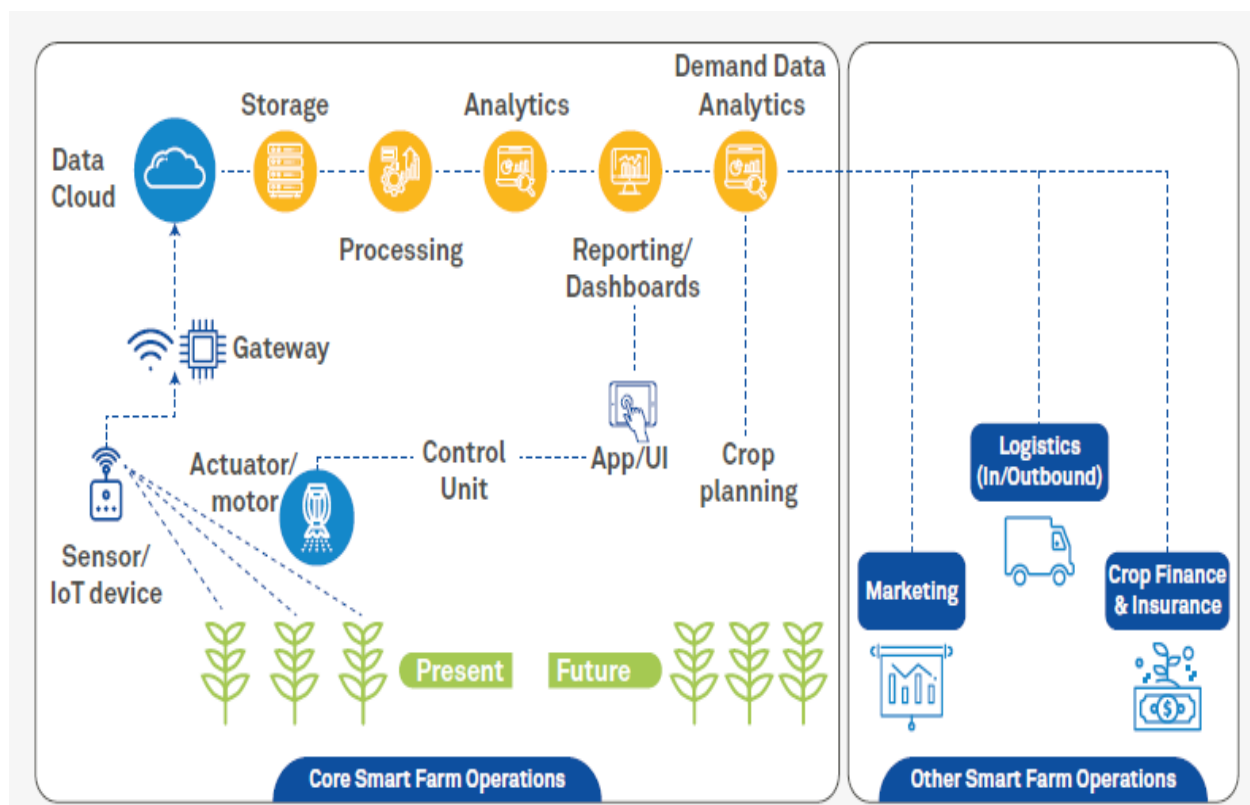 Demand Data
Analytics
Storage
Analytics
Data
Cloud
Processing
Reporting/
Dashboards
Gateway
Actuator/
motor
Control
Unit
App/UI
Crop
planning
Sensor/
IoT device
Present
Future
Core Smart Farm Operations
Logistics
(In/Outbound)
Marketing
Crop Finance
& Insurance
Other Smart Farm Operations